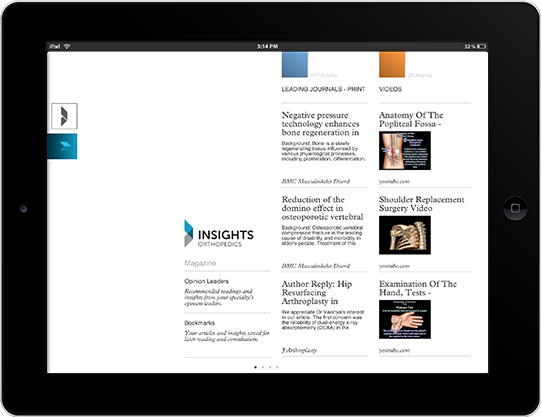 iPad
3:14 PM
32 %
INSIGHTS
ORTHOPEDICS
Magazine
Opinion Leaders
Recommended readings and
insights from your specialty's
opinion leaders.
Bookmarks
Your articles and insights saved for
later reading and consultation.
Articles
LEADING JOURNALS - PRINT
Negative pressure
technology enhances
bone regeneration in
Background: Bone is a slowly
regenerating tissue influenced by
various physiological processes,
including proliferation, differentiation,
BMC Musculoskelet Disord
Reduction of the
domino effect in
osteoporotic vertebral
Background: Osteoporotic vertebral
compression fracture is the leading
cause of disability and morbidity in
elderly people. Treatment of this
BMC Musculoskelet Disord
Author Reply: Hip
Resurfacing
Arthroplasty in
We appreciate Dr Vaishya's interest
in our article. The first concern was
the reliability of dual-energy x-ray
absorbiometry (DEXA) in the
J Arthroplasty
20 Articles
VIDEOS
Anatomy Of The
Popliteal Fossa -
youtube.com
Shoulder Replacement
Surgery Video
youtube.com
Examination Of The
Hand, Tests -
youtube.com